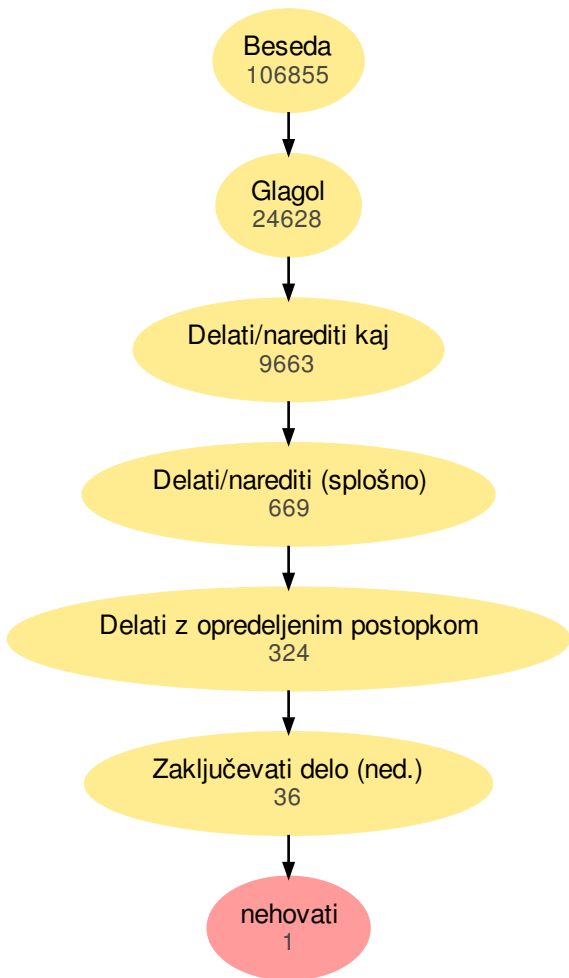 Beseda
106855
Glagol
24628
Delati/narediti kaj
9663
Delati/narediti (splošno)
669
Delati z opredeljenim postopkom
324
Zaključevati delo (ned.)
36
nehovati
1